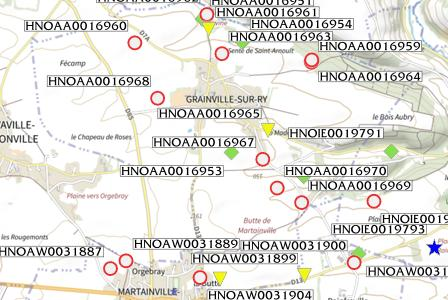 HNOAA0016951
HNOAA0016960
HNOAA0016954
HNOAA0016963
D7A
Sente de Saint-Arnoult
HNOAA0016959
Fécamp
HNOAA0016964
HNOAA0016968
GRAINVILLE-SUR-RY
HNOAA0016965
le Bois Aubry
HNOIE0019791
le Chapeau de Roses
HNOAA0016967
HNOAA0016953
HNOAA0016970
HNOAA0016969
Plaine vers Orgebray
Butte de
Martainville
HNOIE0019793
les Rougemonts
HNOAW0031889
HNOAW0031900
HNOAW0031887
HNOAW0031899
Orgebray
D13
MARTAINVILLE
HNOAW0031904